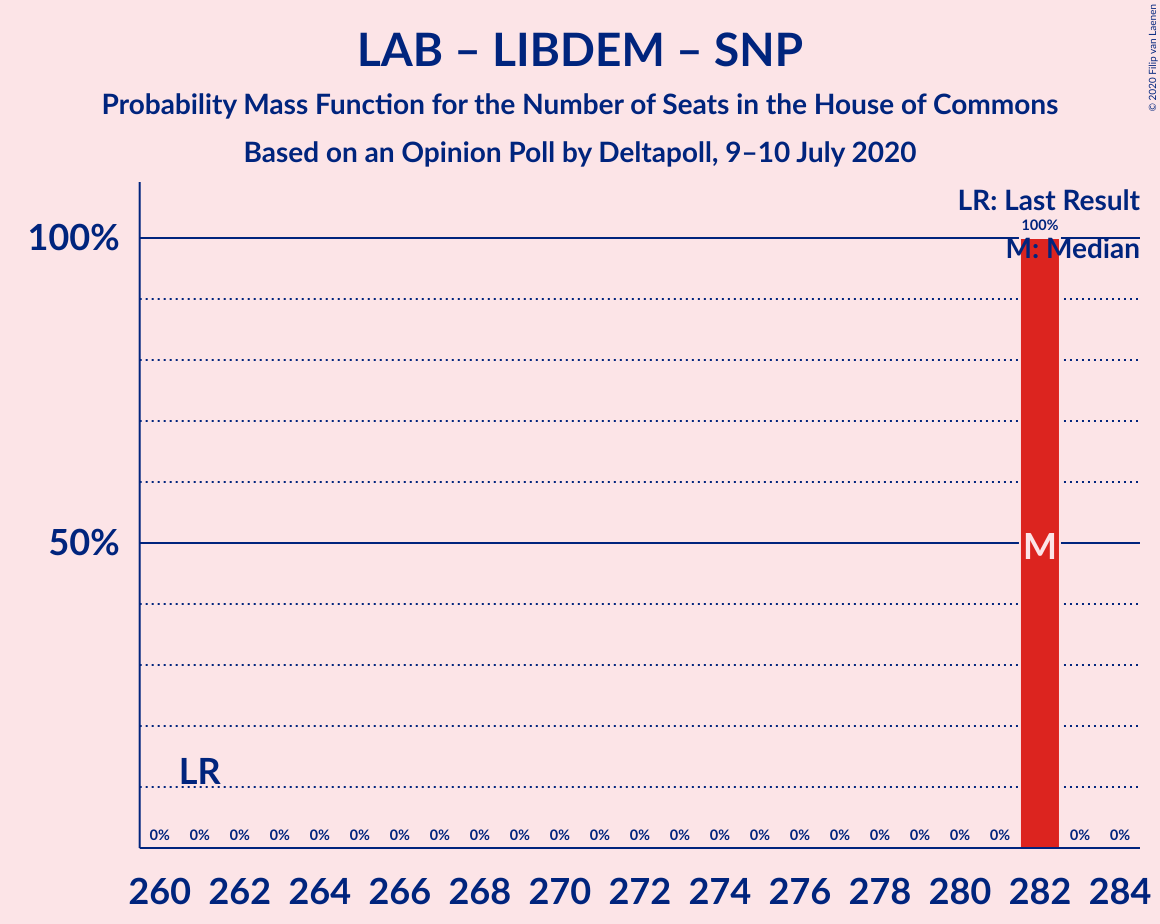 LAB – LIBDEM – SNP
Probability Mass Function for the Number of Seats in the House of Commons
Based on an Opinion Poll by Deltapoll, 9–10 July 2020
© 2020 Filip van Laenen
LR: Last Result
100%
M: Median
100%
50%
M
LR
0% 0% 0% 0% 0% 0% 0% 0% 0% 0% 0% 0% 0% 0% 0% 0% 0% 0% 0% 0% 0% 0% 0% 0%
260 262 264 266 268 270 272 274 276 278 280 282 284